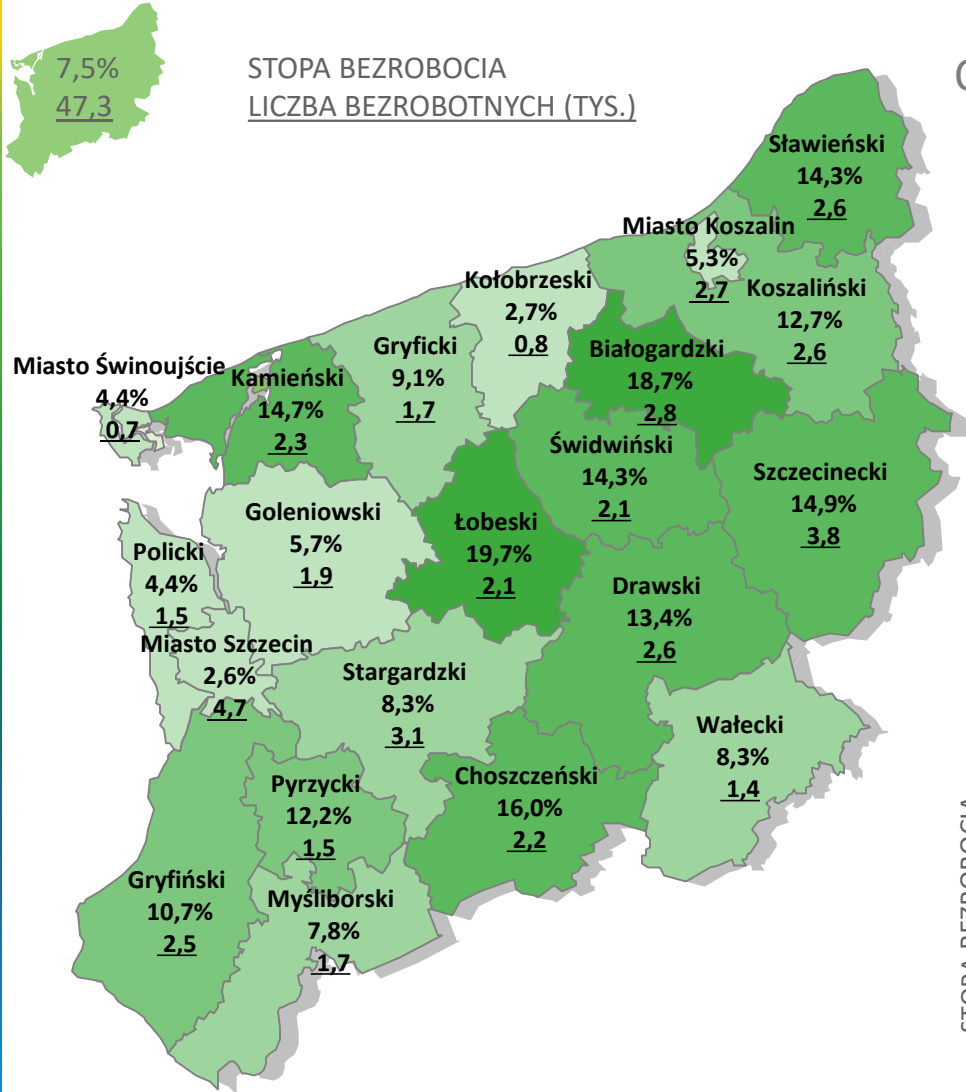 7,5%
47,3
STOPA BEZROBOCIA
LICZBA BEZROBOTNYCH (TYS.)
Sławieński
14,3%
2,6
Miasto Koszalin
5,3%
2,7
Koszaliński
12,7%
2,6
Kołobrzeski
2,7%
0,8
Białogardzki
18,7%
2,8
Gryficki
9,1%
1,7
Miasto Świnoujście
4,4%
0,7
Kamieński
14,7%
2,3
Świdwiński
14,3%
2,1
Szczecinecki
14,9%
3,8
Goleniowski
5,7%
1,9
Łobeski
19,7%
2,1
Policki
4,4%
1,5
Drawski
13,4%
2,6
Miasto Szczecin
2,6%
4,7
Stargardzki
8,3%
3,1
Wałecki
8,3%
1,4
Pyrzycki
12,2%
1,5
Choszczeński
16,0%
2,2
Gryfiński
10,7%
2,5
Myśliborski
7,8%
1,7
STOPA BEZROBOCIA